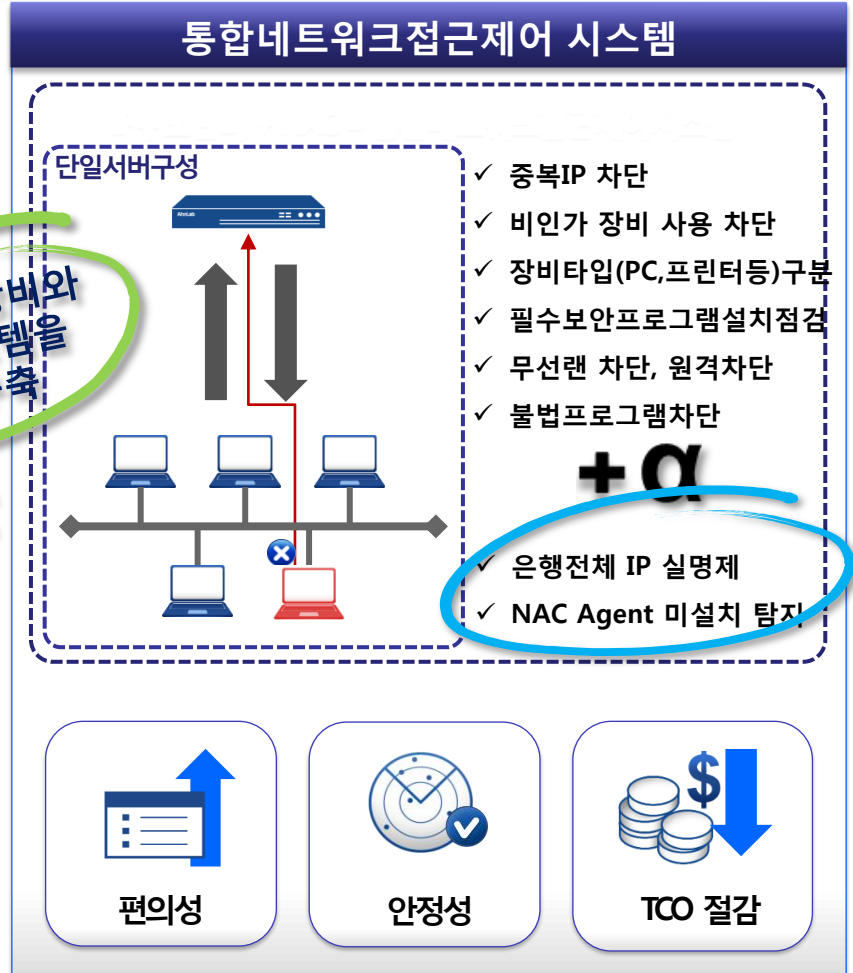 통합네트워크접근제어 시스템
단일서버구성
AhnLab
✓ 중복IP 차단
✓ 비인가 장비 사용 차단
✓ 장비타입(PC,프린터등)구분
✓ 필수보안프로그램설치점검
✓ 무선랜 차단, 원격차단
✓ 불법프로그램차단
+α
✓ 은행전체 IP 실명제
✓ NAC Agent 미설치 탐지
편의성
안정성
$
TCO 절감